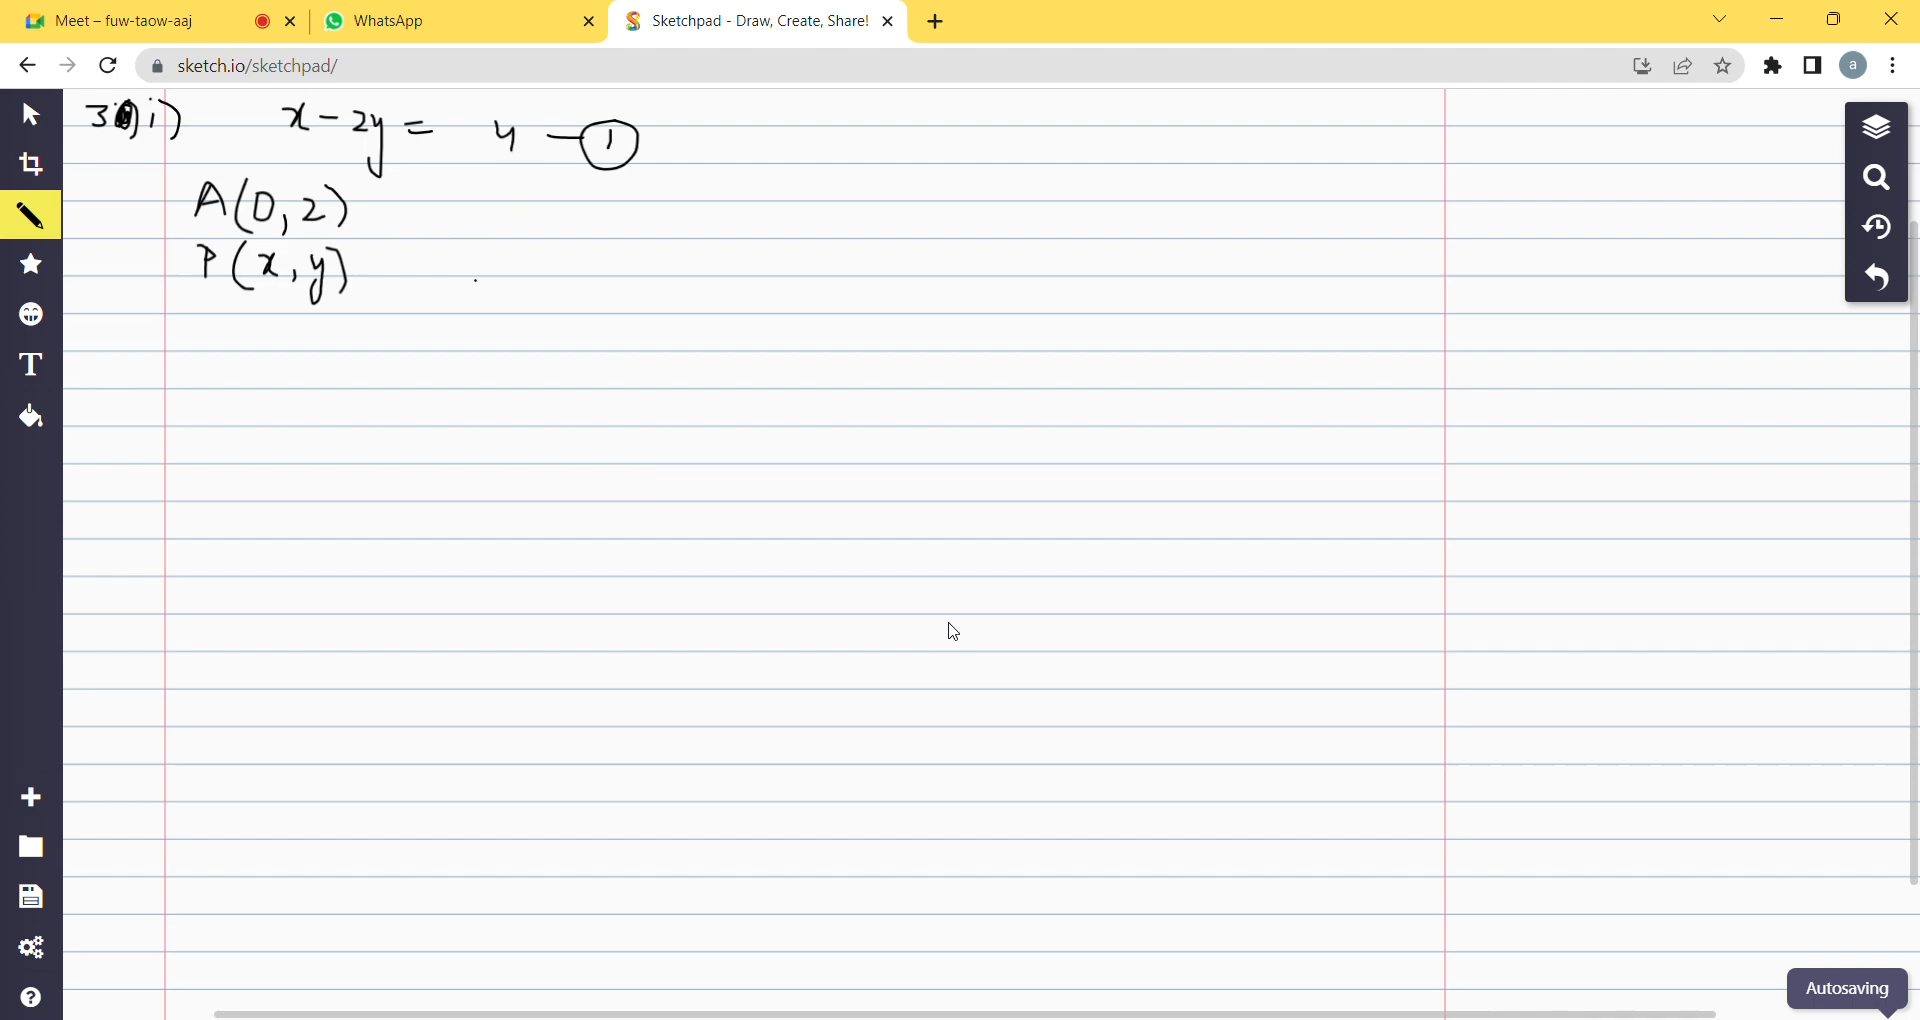 Meet – fuw-taow-aaj WhatsApp Sketchpad - Draw, Create, Share!
sketch.io/sketchpad/ a
3 i) x - 2y = 4 — 1
A(0,2)
P(x,y)
T
Autosaving